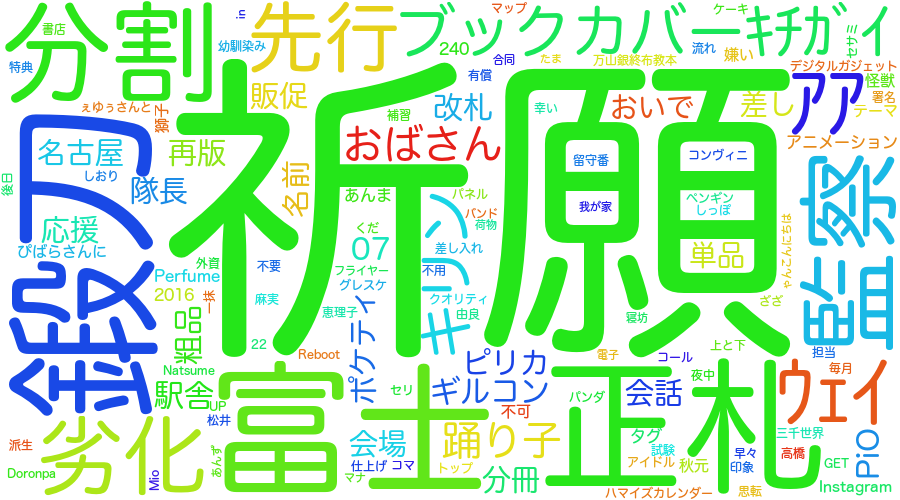 分割
先行
ブックカバー
キチガイ
祈願
鍛刀
富士
正札
監察
劣化
アア
ウェイ
キリン
おばさん
おいで
差し
改札
販促
再版
名古屋
隊長
応援
名前
あんま
07
単品
粗品
駅舎
ポケティ
ピリカ
ギルコン
会話
会場
踊り子
分冊
不可
PiO
アニメーション
デジタルガジェット
怪獣
署名
テーマ
セサミ
ケーキ
マップ
流れ
嫌い
240
合同
有償
たま
万山銀終布教本
幸い
補習
.in
書店
幼馴染み
特典
えゆぅさんと
獅子
しおり
後日
ぴぱらさんに
Perfume
2016
外資
一抹
不要
麻実
22
Reboot
Natsume
UP
松井
恵理子
フライヤー
グレスケ
くだ
パネル
バンド
荷物
差し入れ
不用
クオリティ
由良
留守番
我が家
コンヴィニ
ペンギン
しっぽ
ゃんこんにちは
ざざ
寝坊
上と下
担当
毎月
電子
コール
パンダ
夜中
セリ
タグ
試験
アイドル
秋元
早々
印象
高橋
三千世界
GET
Instagram
思転
ハマイズカレンダー
トップ
仕上げ
コマ
マナ
あんず
Mio
派生
Doronpa